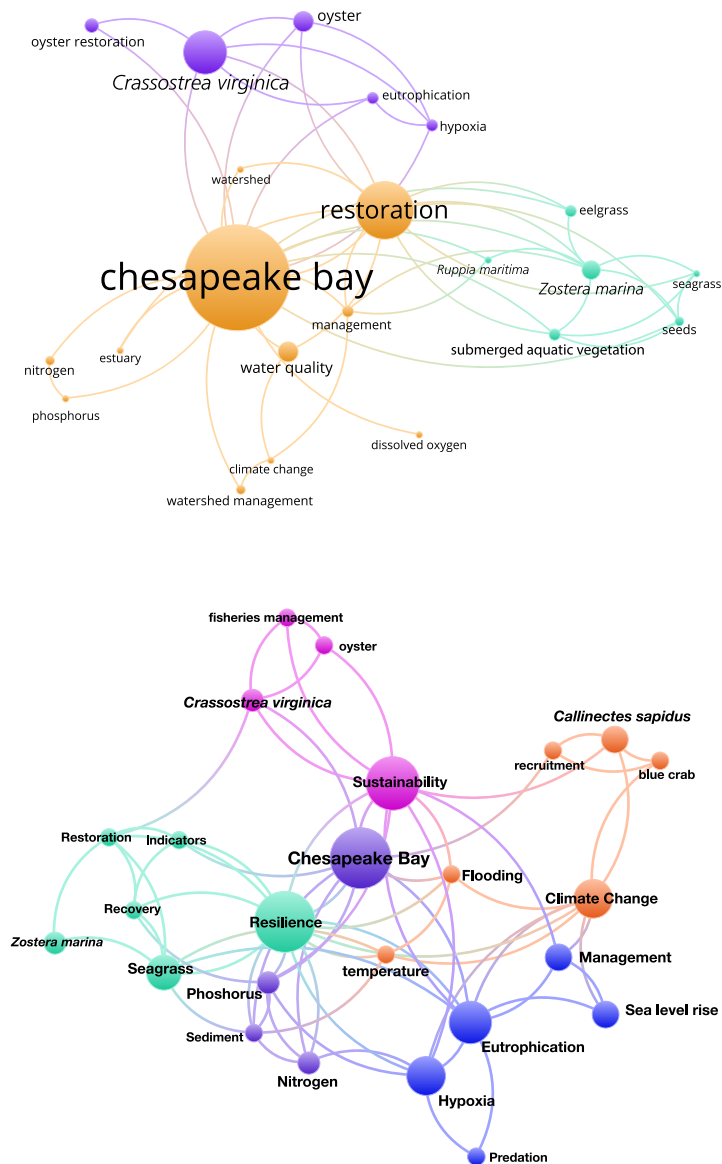 oyster
oyster restoration
Crassostrea virginica
eutrophication
hypoxia
watershed
restoration
eelgrass
chesapeake bay
Ruppia maritima
Zostera marina
seagrass
management
seeds
submerged aquatic vegetation
estuary
water quality
nitrogen
phosphorus
dissolved oxygen
climate change
watershed management
fisheries management
oyster
Crassostrea virginica
Callinectes sapidus
recruitment
blue crab
Sustainability
Restoration
Indicators
Chesapeake Bay
Flooding
Climate Change
Recovery
Resilience
Zostera marina
Seagrass
temperature
Management
Phoshorus
Sea level rise
Sediment
Eutrophication
Nitrogen
Hypoxia
Predation